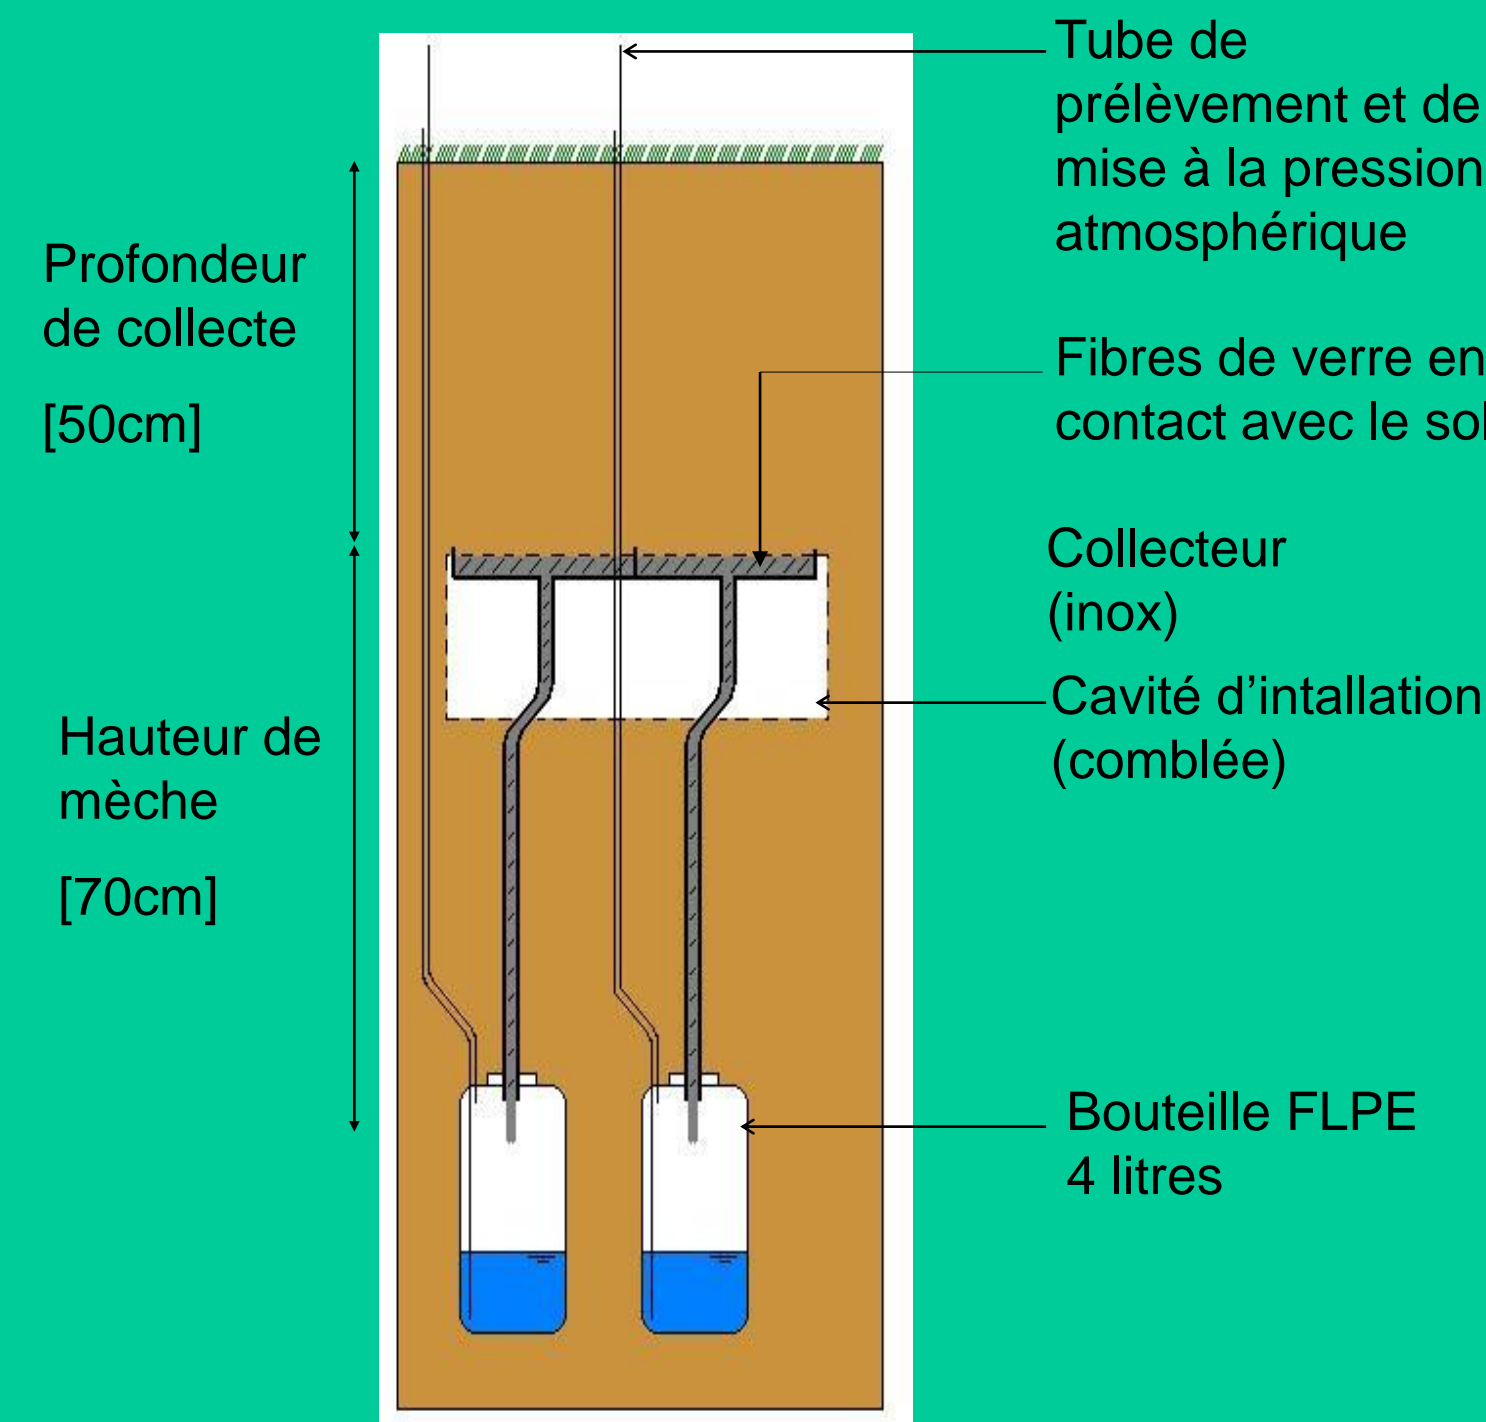 Tube de
prélèvement et de
mise à la pression
atmosphérique
Profondeur
de collecte
[50cm]
Fibres de verre en
contact avec le sol
Collecteur
(inox)
Cavité d’intallation
(comblée)
Hauteur de
mèche
[70cm]
Bouteille FLPE
4 litres